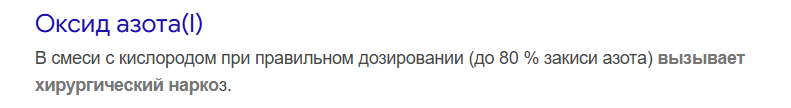 Оксид азота(I)
В смеси с кислородом при правильном дозировании (до 80 % закиси азота) вызывает
хирургический наркоз.